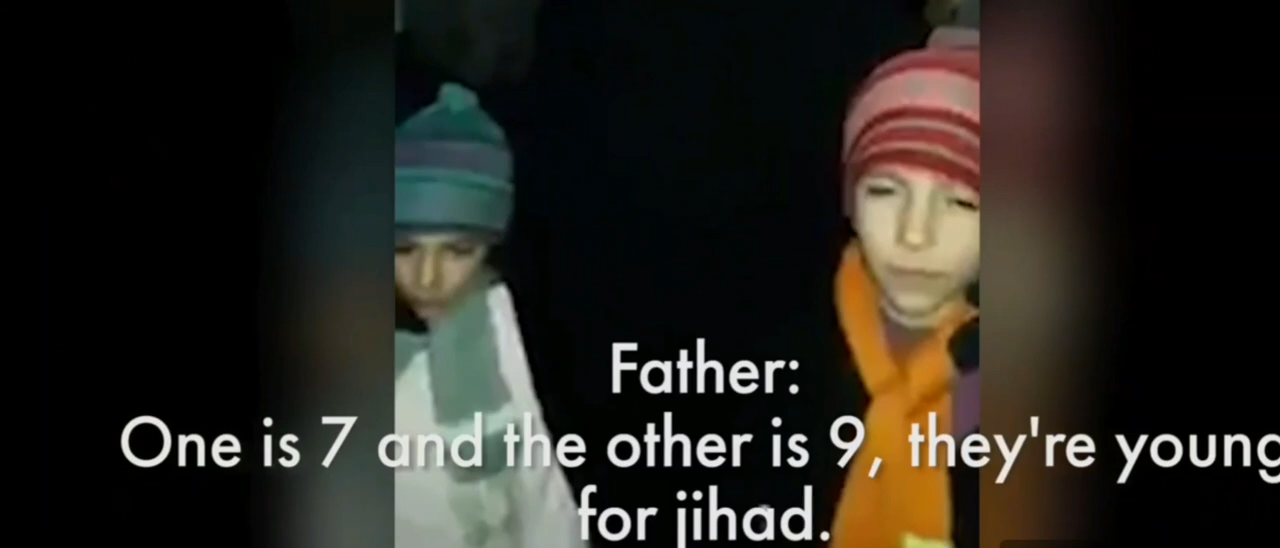 Father:
One is 7 and the other is 9, they're young
for jihad.